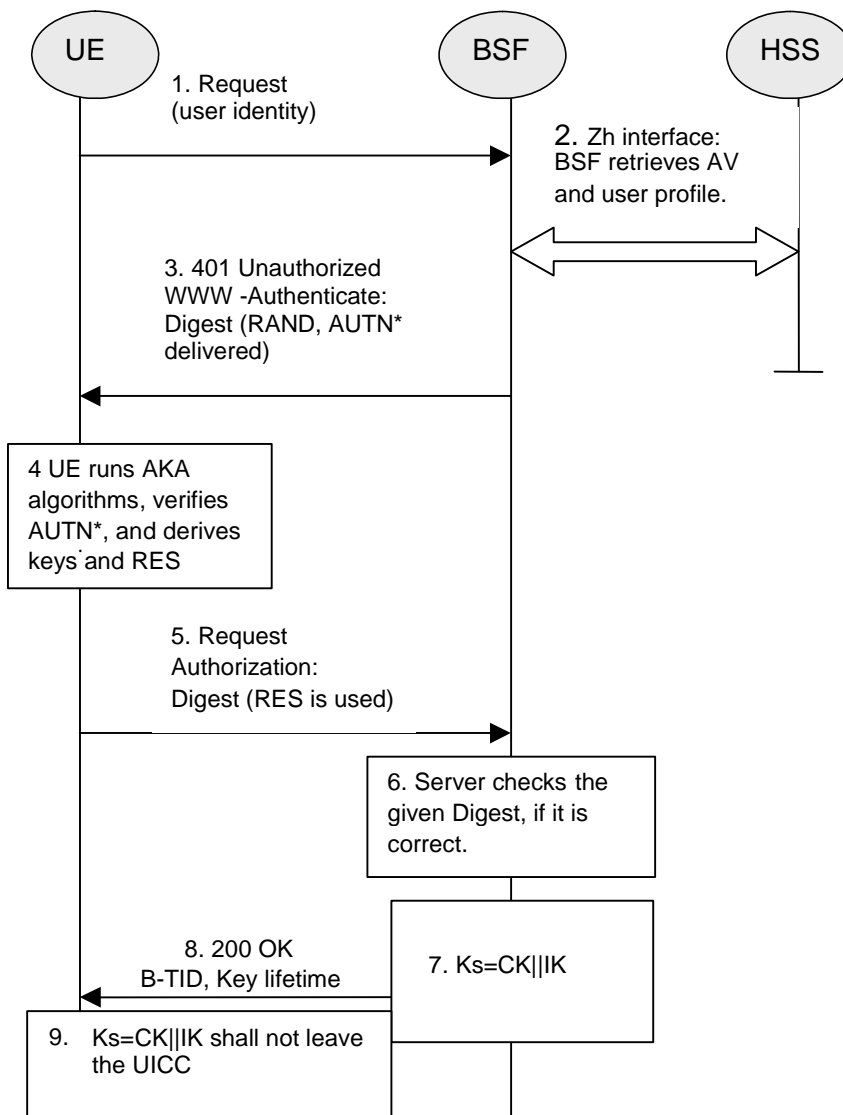 UE
BSF
HSS
1. Request
(user identity)
2. Zh interface:
BSF retrieves AV
and user profile.
3. 401 Unauthorized
WWW -Authenticate:
Digest (RAND, AUTN*
delivered)
4 UE runs AKA
algorithms, verifies
AUTN*, and derives
keys and RES
5. Request
Authorization:
Digest (RES is used)
6. Server checks the
given Digest, if it is
correct.
7. Ks=CK||IK
8. 200 OK
B-TID, Key lifetime
9. Ks=CK||IK shall not leave
the UICC